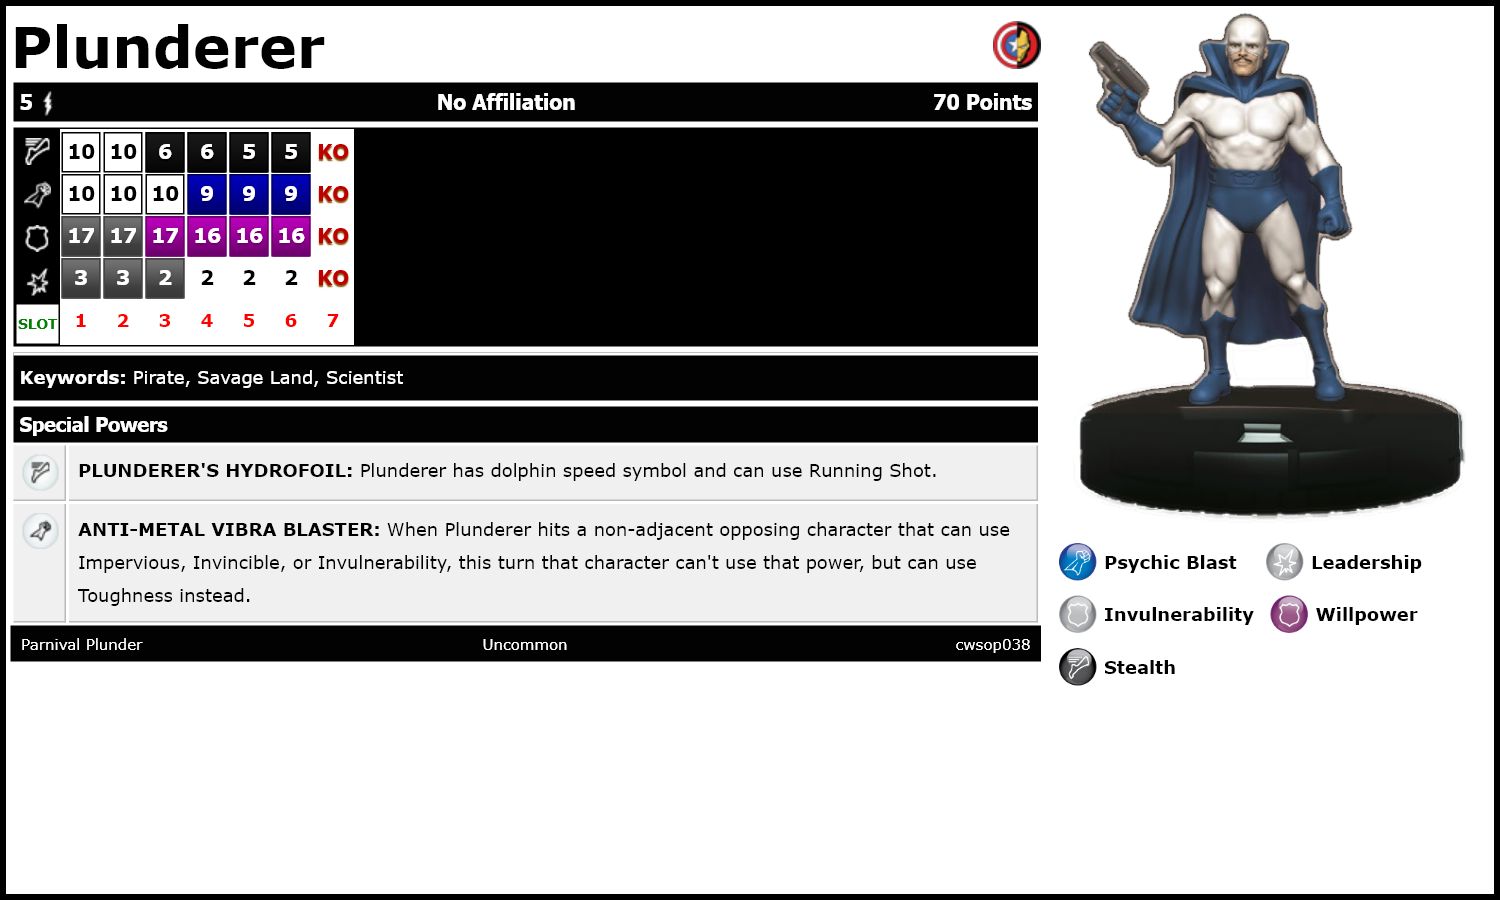 Plunderer
5 No Affiliation 70 Points
10 10 6 6 5 5 KO
10 10 10 9 9 9 KO
17 17 17 16 16 16 KO
3 3 2 2 2 2 KO
SLOT 1 2 3 4 5 6 7
Keywords: Pirate, Savage Land, Scientist
Special Powers
PLUNDERER'S HYDROFOIL: Plunderer has dolphin speed symbol and can use Running Shot.
ANTI-METAL VIBRA BLASTER: When Plunderer hits a non-adjacent opposing character that can use
Impervious, Invincible, or Invulnerability, this turn that character can't use that power, but can use
Toughness instead.
Parnival Plunder Uncommon cwsop038
Psychic Blast Leadership
Invulnerability Willpower
Stealth